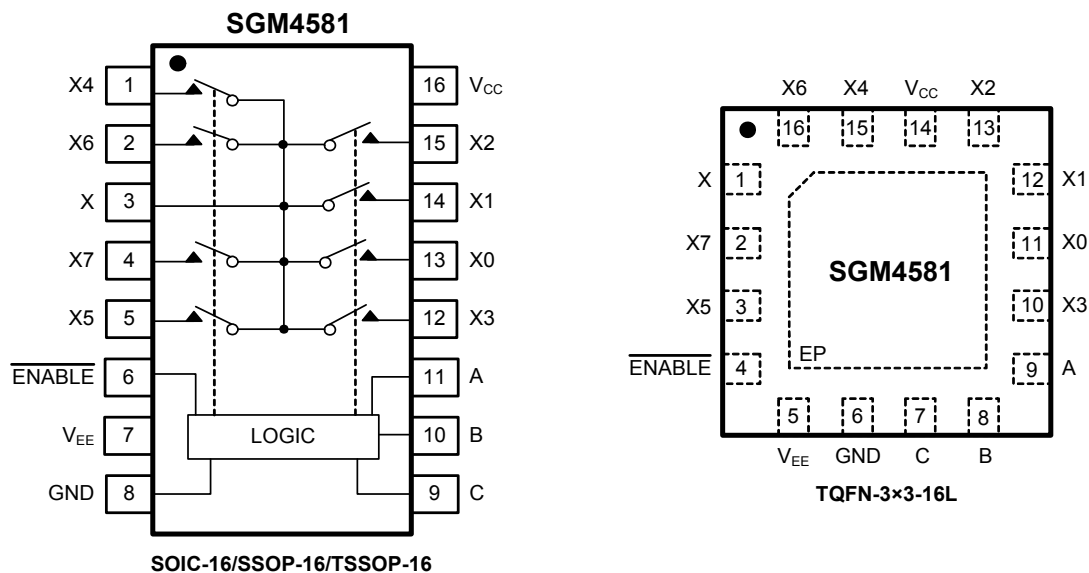 SGM4581
X4 1 16 VCC
X6 2 15 X2
X 3 14 X1
X7 4 13 X0
X5 5 12 X3
ENABLE 6 11 A
VEE 7 LOGIC 10 B
GND 8 9 C
SOIC-16/SSOP-16/TSSOP-16
X6 X4 VCC X2
16 15 14 13
X 1 12 X1
X7 2 11 X0
SGM4581
X5 3 10 X3
EP
ENABLE 4 9 A
5 6 7 8
VEE GND C B
TQFN-3×3-16L